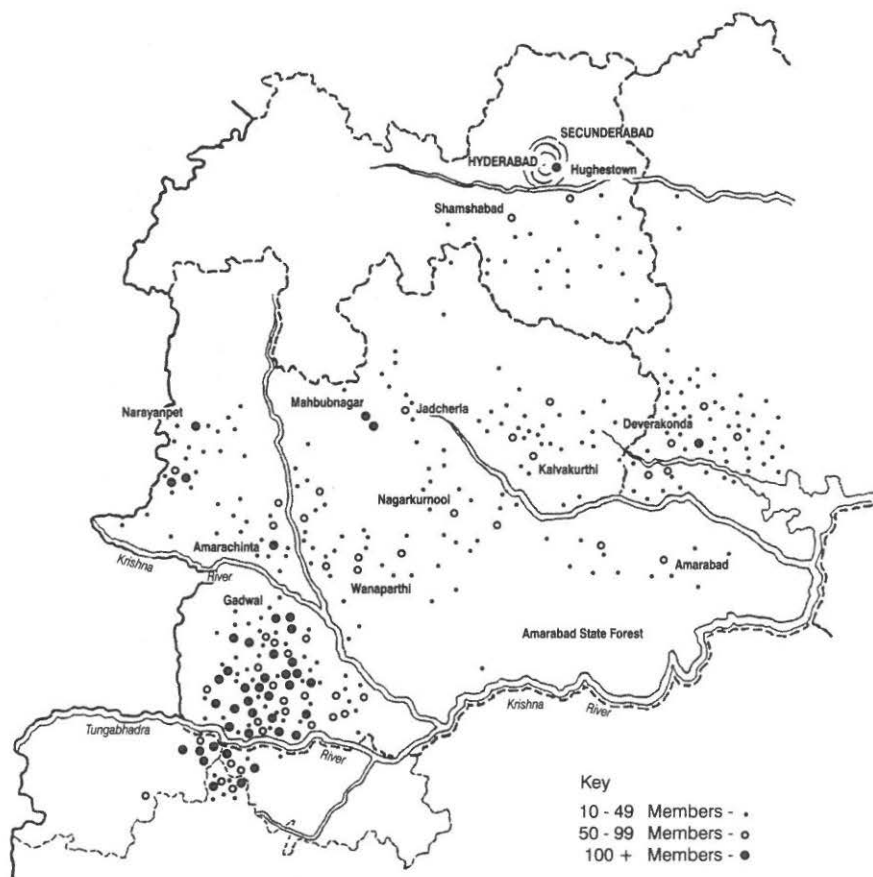 SECUNDERABAD
HYDERABAD
Hughestown
Shamshabad
Narayanpet
Mahbubnagar
Jadcherla
Deverakonda
Kalvakurthi
Nagarkurnool
Amarachinta
Krishna
River
Wanaparthi
Amarabad
Gadwal
Amarabad State Forest
Krishna
River
Tungabhadra
River
Key
10 - 49 Members -
50 - 99 Members -
100 + Members -